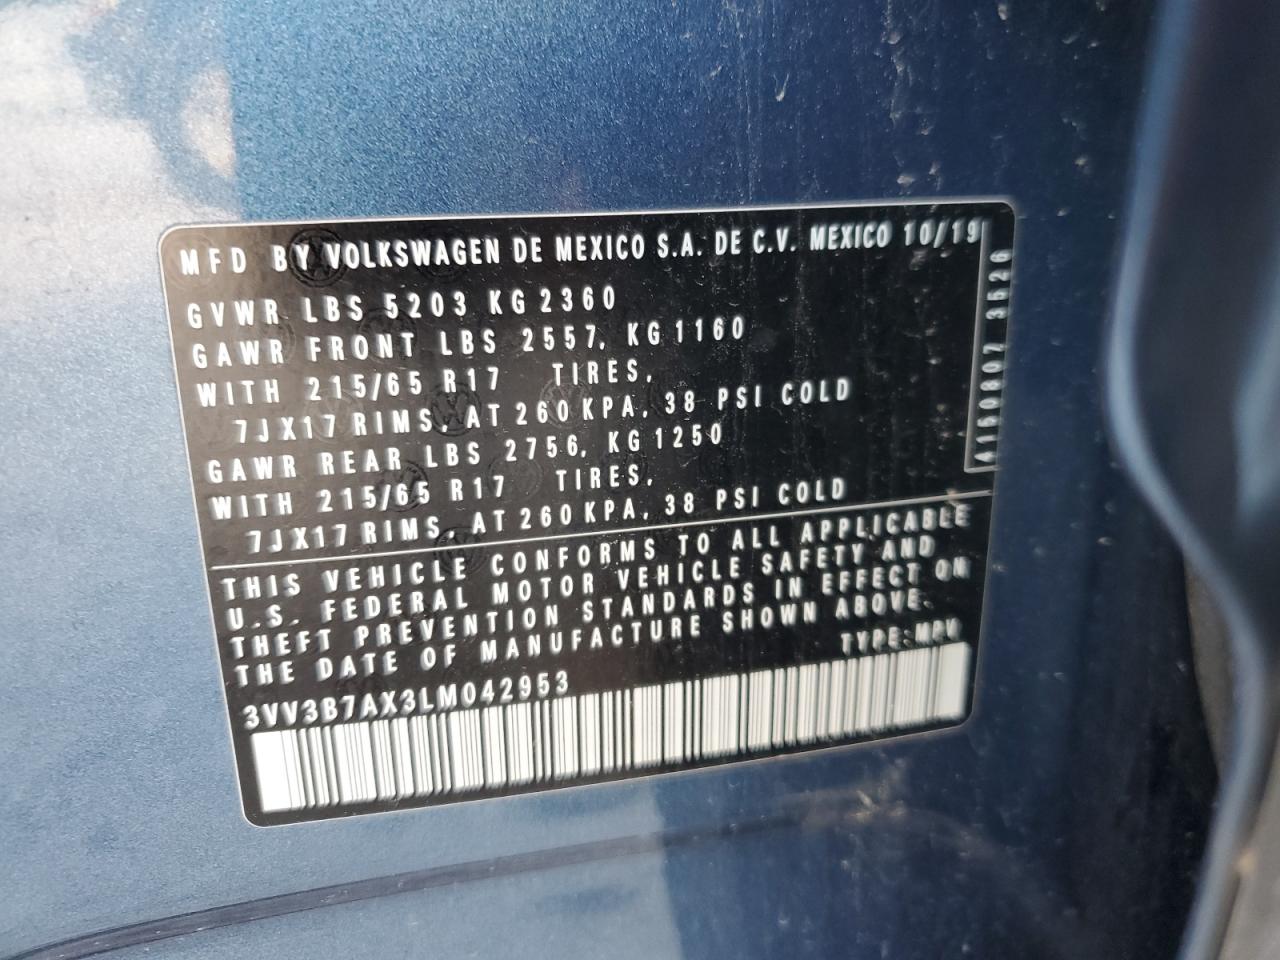 MFD BY VOLKSWAGEN DE MEXICO S.A. DE C.V. MEXICO 10/19
GVWR LBS 5203 KG 2360
GAWR FRONT LBS 2557, KG 1160
WITH 215/65 R17 TIRES,
7JX17 RIMS, AT 260 KPA, 38 PSI COLD
GAWR REAR LBS 2756, KG 1250
WITH 215/65 R17 TIRES,
7JX17 RIMS, AT 260 KPA, 38 PSI COLD
THIS VEHICLE CONFORMS TO ALL APPLICABLE
U.S. FEDERAL MOTOR VEHICLE SAFETY AND
THEFT PREVENTION STANDARDS IN EFFECT ON
THE DATE OF MANUFACTURE SHOWN ABOVE.
TYPE:MPV
3VV3B7AX3LM042953
3526